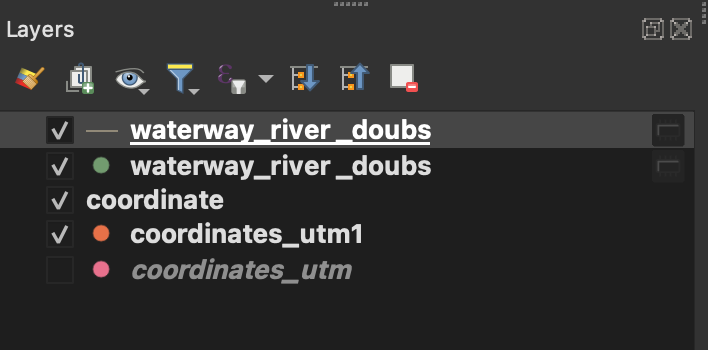 Layers
waterway_river _doubs
waterway_river _doubs
coordinate
coordinates_utm1
coordinates_utm